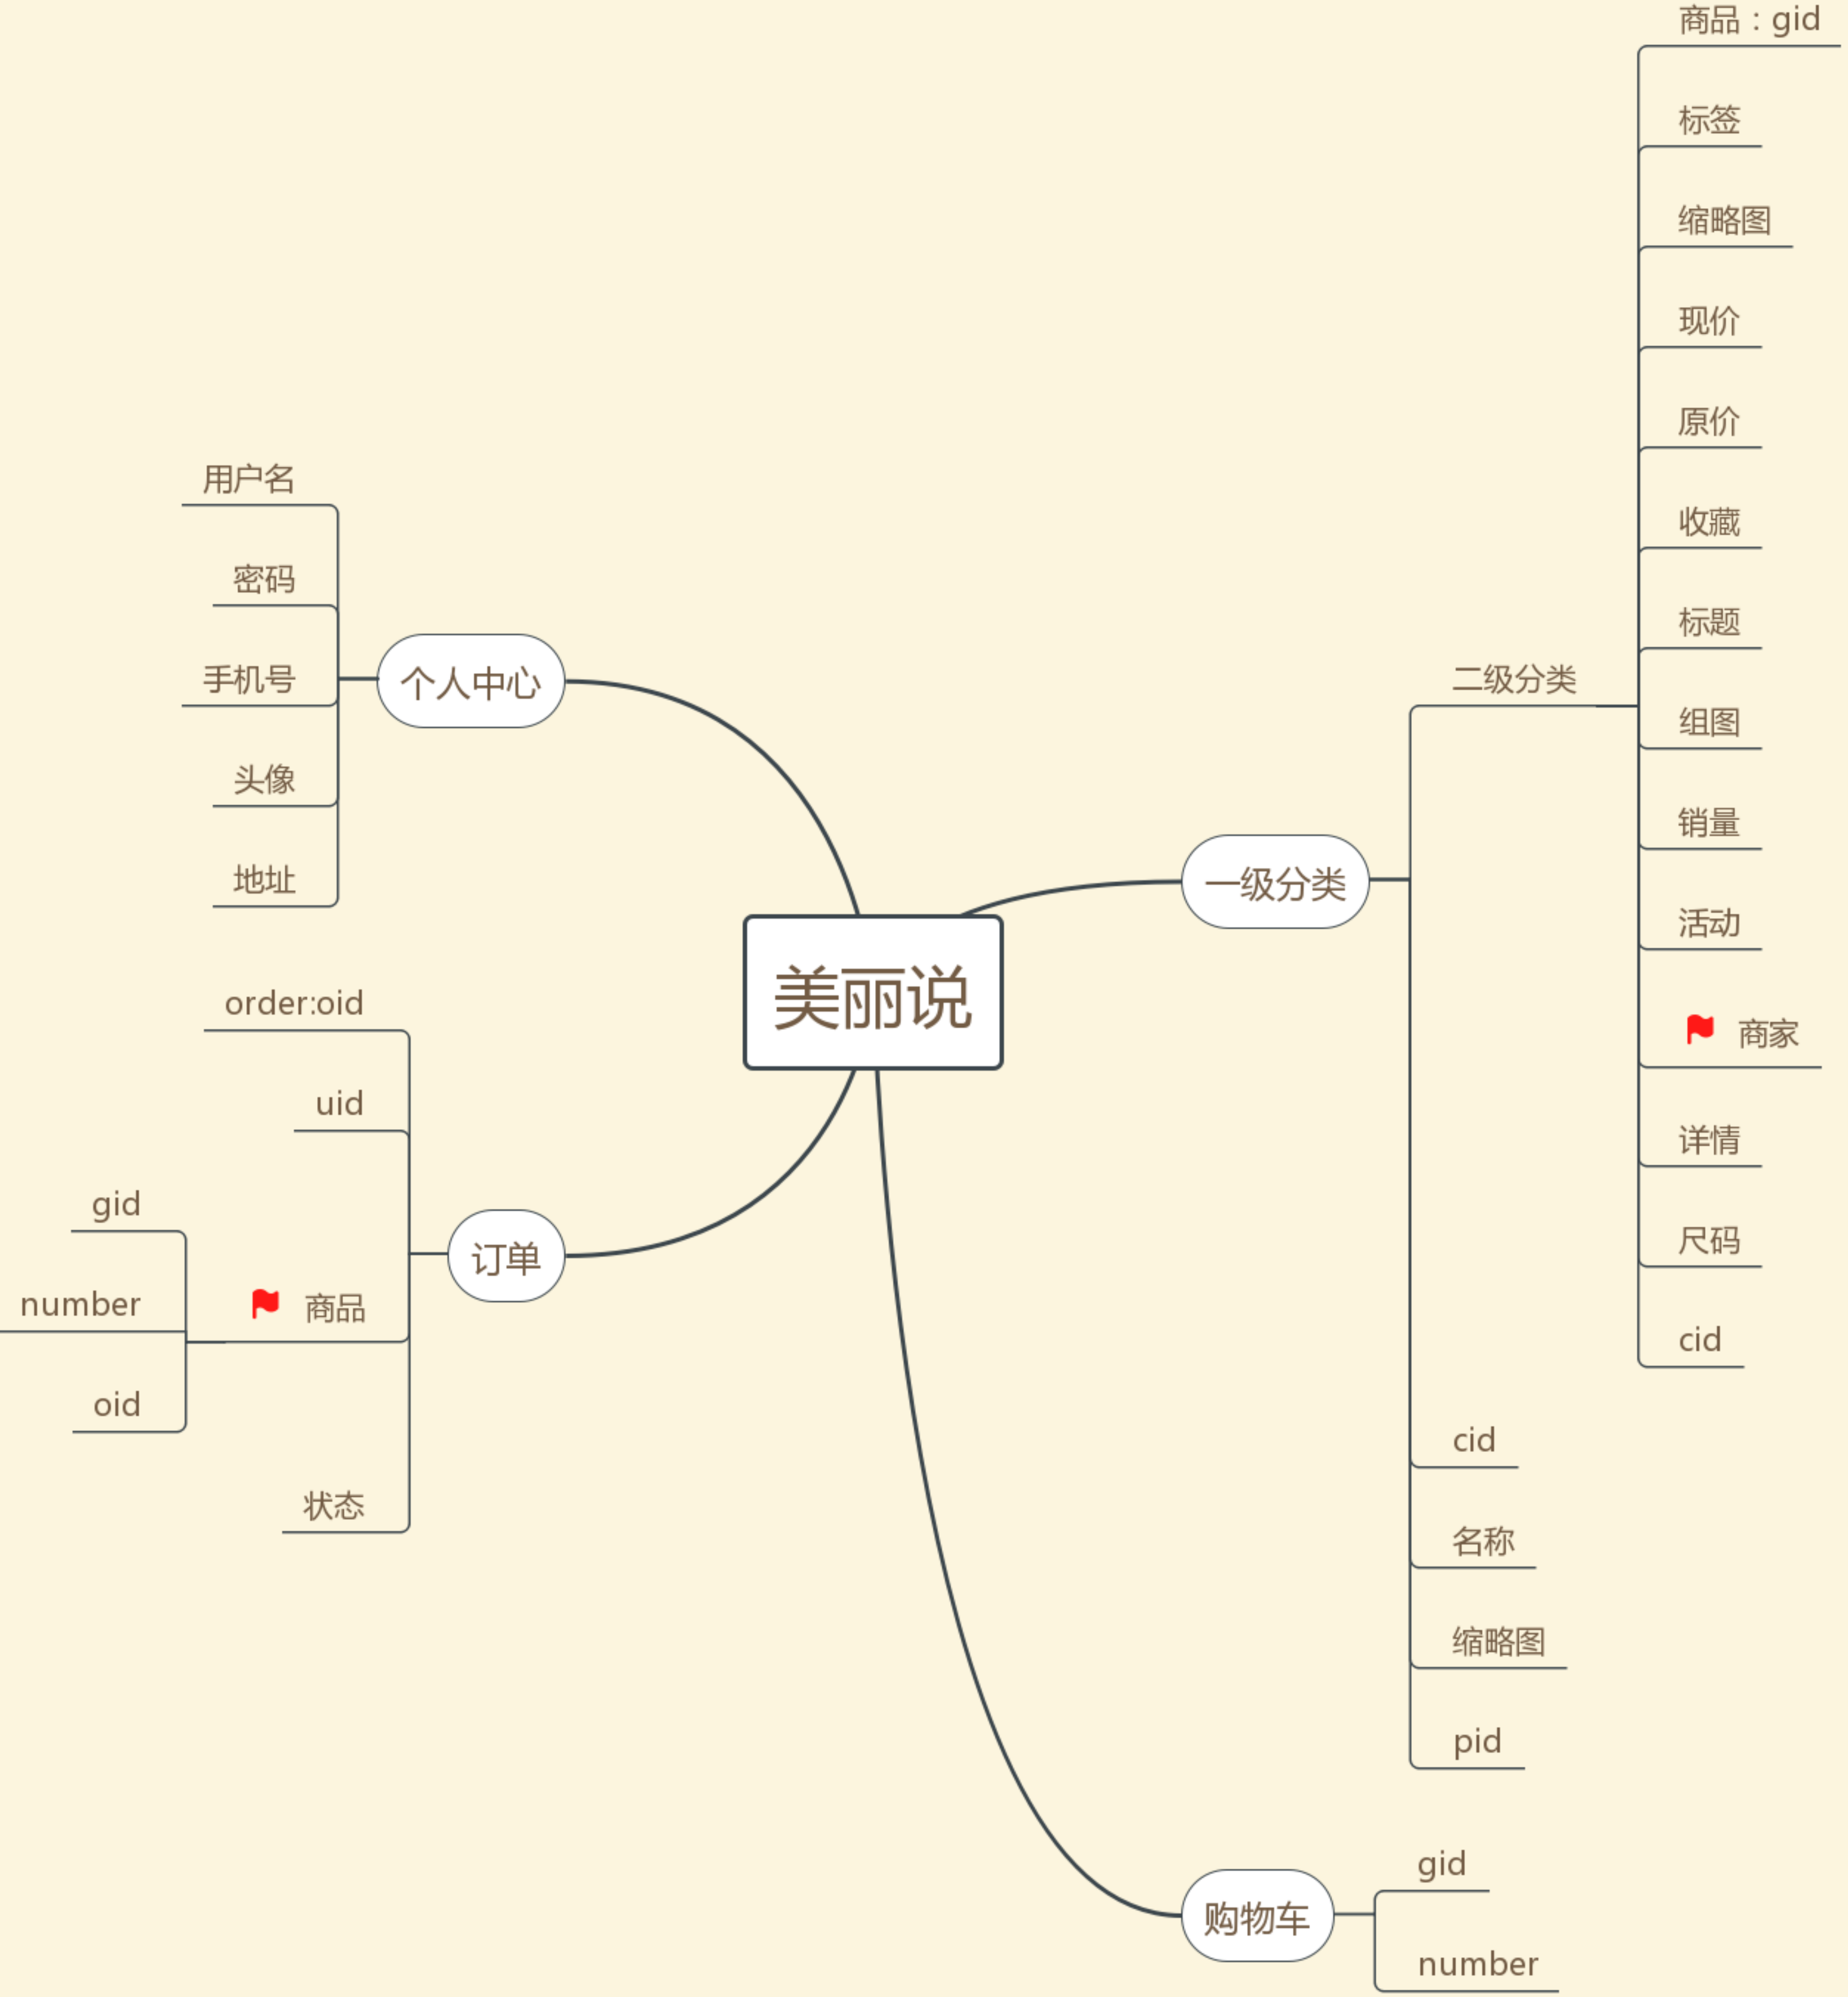 美丽说
个人中心
用户名
密码
手机号
头像
地址
订单
order:oid
uid
商品
gid
number
oid
状态
一级分类
二级分类
商品：gid
标签
缩略图
现价
原价
收藏
标题
组图
销量
活动
商家
详情
尺码
cid
cid
名称
缩略图
pid
购物车
gid
number